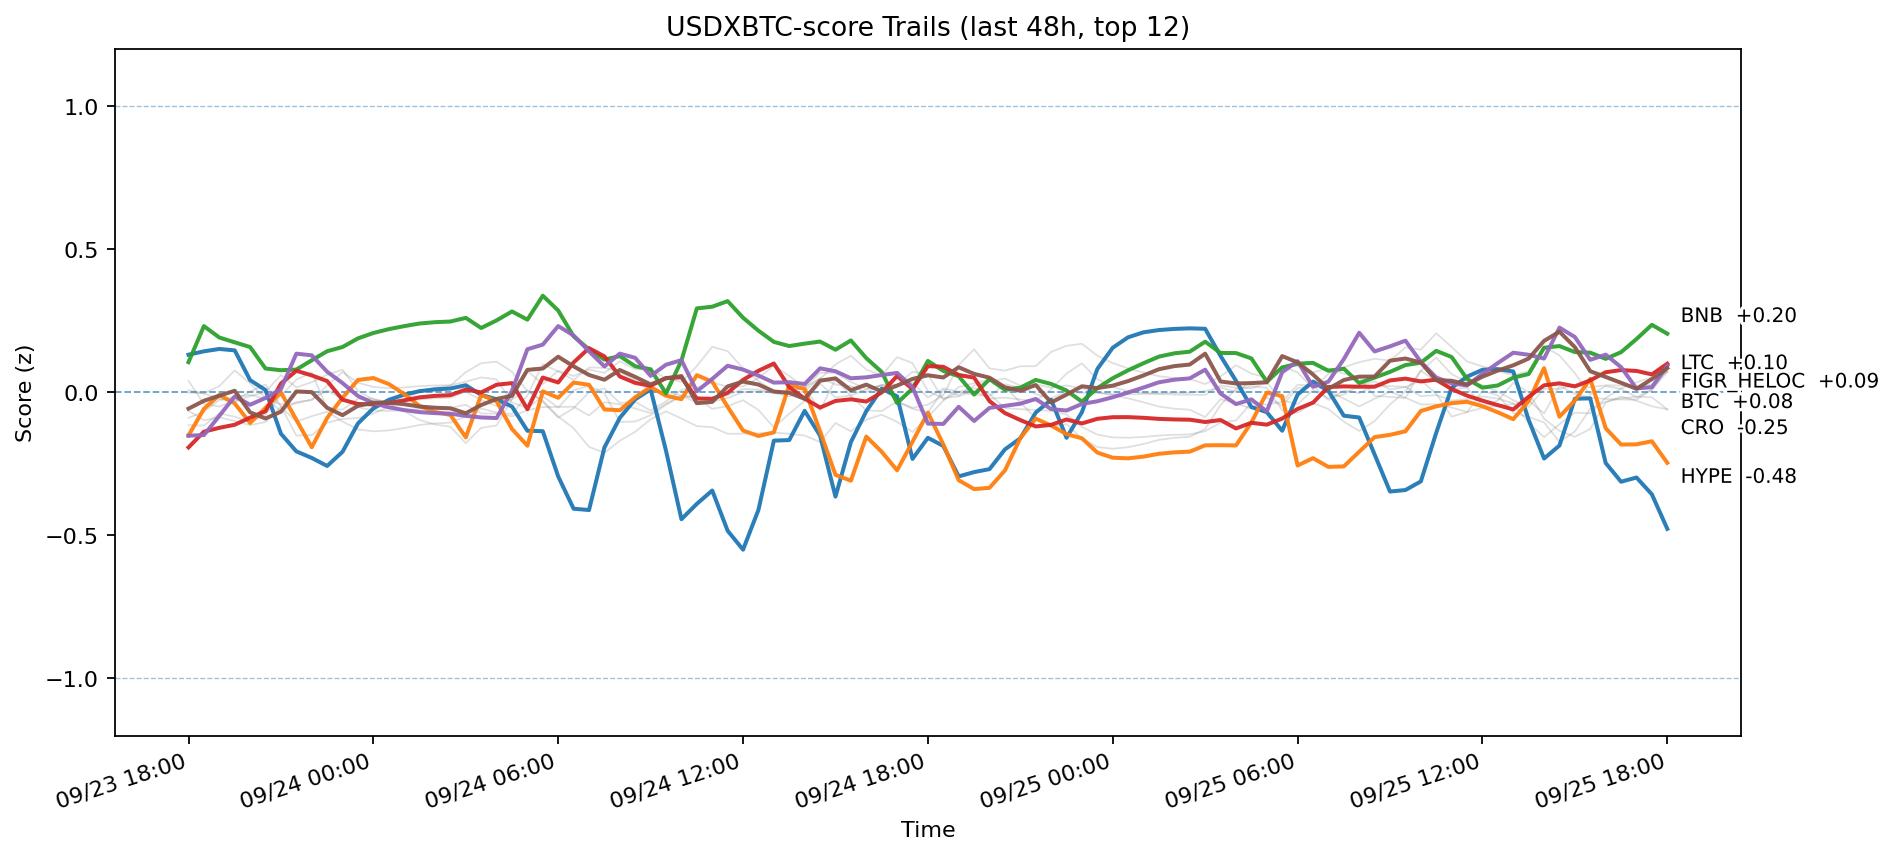 USDXBTC-score Trails (last 48h, top 12)
Score (z)
1.0
0.5
0.0
−0.5
−1.0
BNB +0.20
LTC +0.10
FIGR_HELOC +0.09
BTC +0.08
CRO -0.25
HYPE -0.48
09/23 18:00
09/24 00:00
09/24 06:00
09/24 12:00
09/24 18:00
09/25 00:00
09/25 06:00
09/25 12:00
09/25 18:00
Time